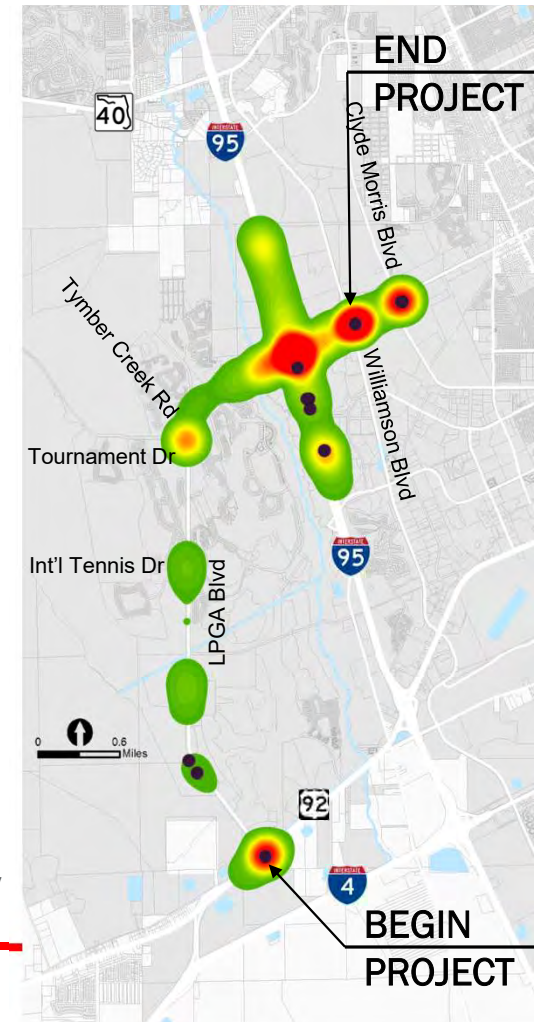 END
PROJECT
40
INTERSTATE
95
Clyde Morris Blvd
Tymber Creek Rd
Williamson Blvd
Tournament Dr
Int'l Tennis Dr
LPGA Blvd
INTERSTATE
95
0 0.6
Miles
92
INTERSTATE
4
BEGIN
PROJECT